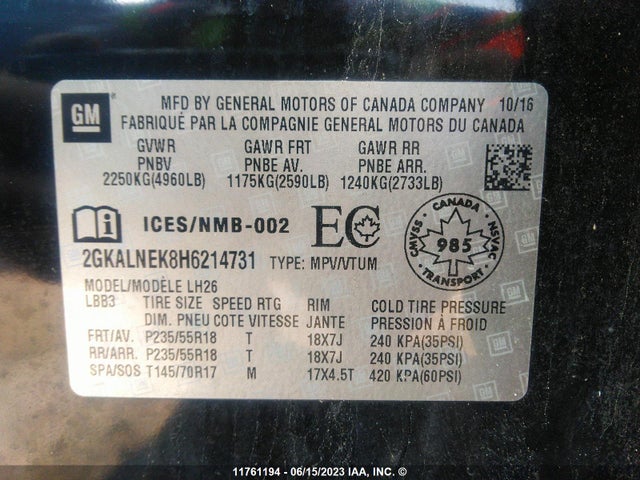 GM
MFD BY GENERAL MOTORS OF CANADA COMPANY 10/16
FABRIQUÉ PAR LA COMPAGNIE GENERAL MOTORS DU CANADA
GVWR GAWR FRT GAWR RR
PNBV PNBE AV. PNBE ARR.
2250KG(4960LB) 1175KG(2590LB) 1240KG(2733LB)
ICES/NMB-002 EC
CANADA
CMVSS/ NSVAC
985
TRANSPORT
2GKALNEK8H6214731 TYPE: MPV/VTUM
MODEL/MODÈLE LH26
LBB3 TIRE SIZE SPEED RTG RIM COLD TIRE PRESSURE
DIM. PNEU COTE VITESSE JANTE PRESSION À FROID
FRT/AV. P235/55R18 T 18X7J 240 KPA(35PSI)
RR/ARR. P235/55R18 T 18X7J 240 KPA(35PSI)
SPA/SOS T145/70R17 M 17X4.5T 420 KPA(60PSI)
11761194 - 06/15/2023 IAA, INC. ©